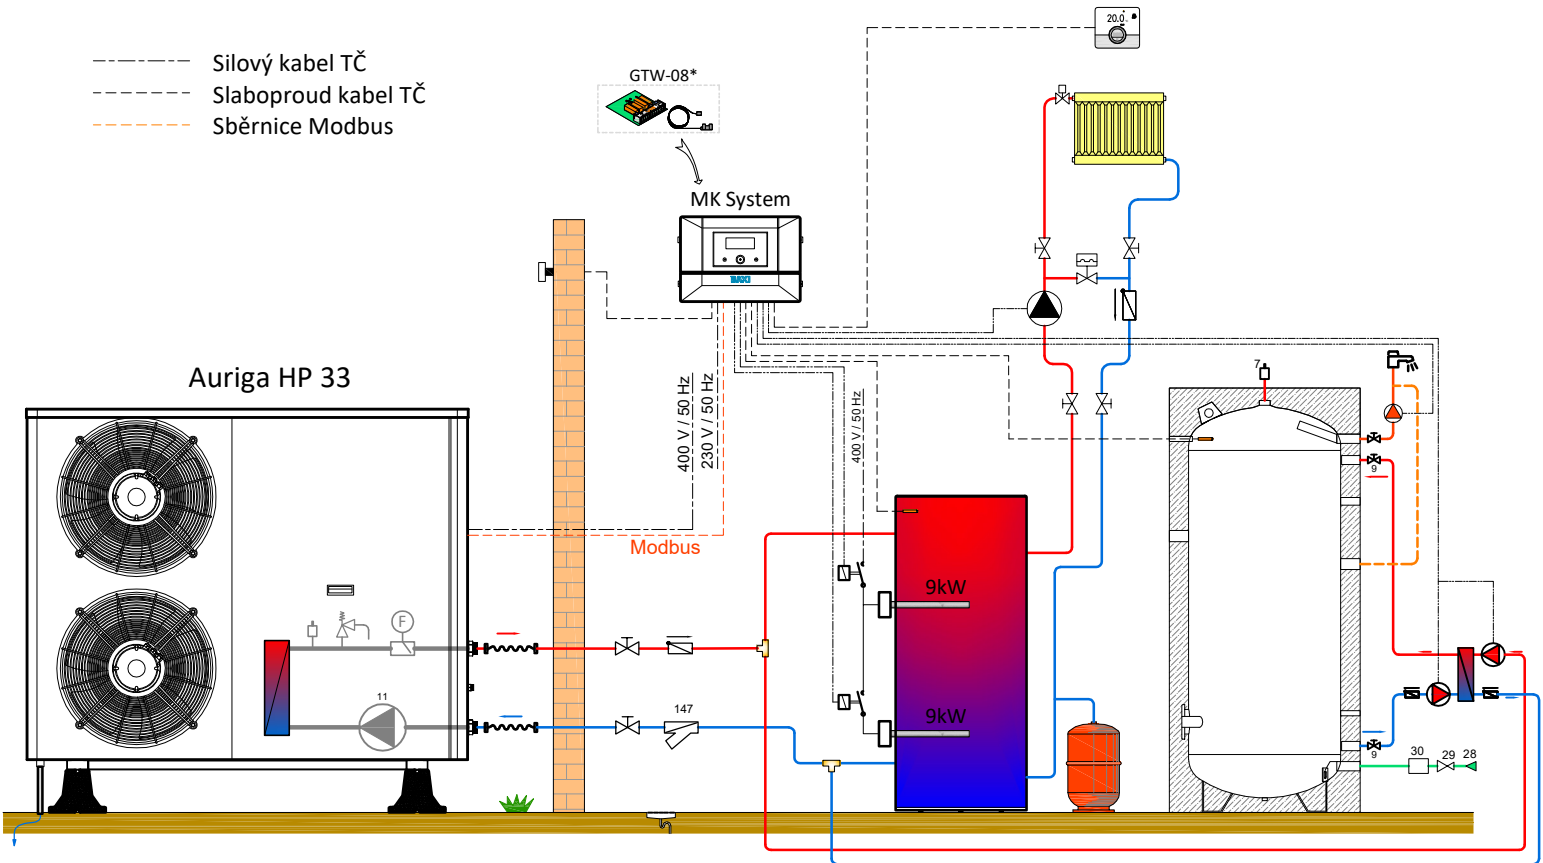 20.0
Silový kabel TČ
Slaboproud kabel TČ
Sběrnice Modbus
GTW-08*
MK System
BAXI
Auriga HP 33
400 V / 50 Hz
230 V / 50 Hz
400 V / 50 Hz
7
9
Modbus
9kW
F
11
147
9kW
9
30
29
28